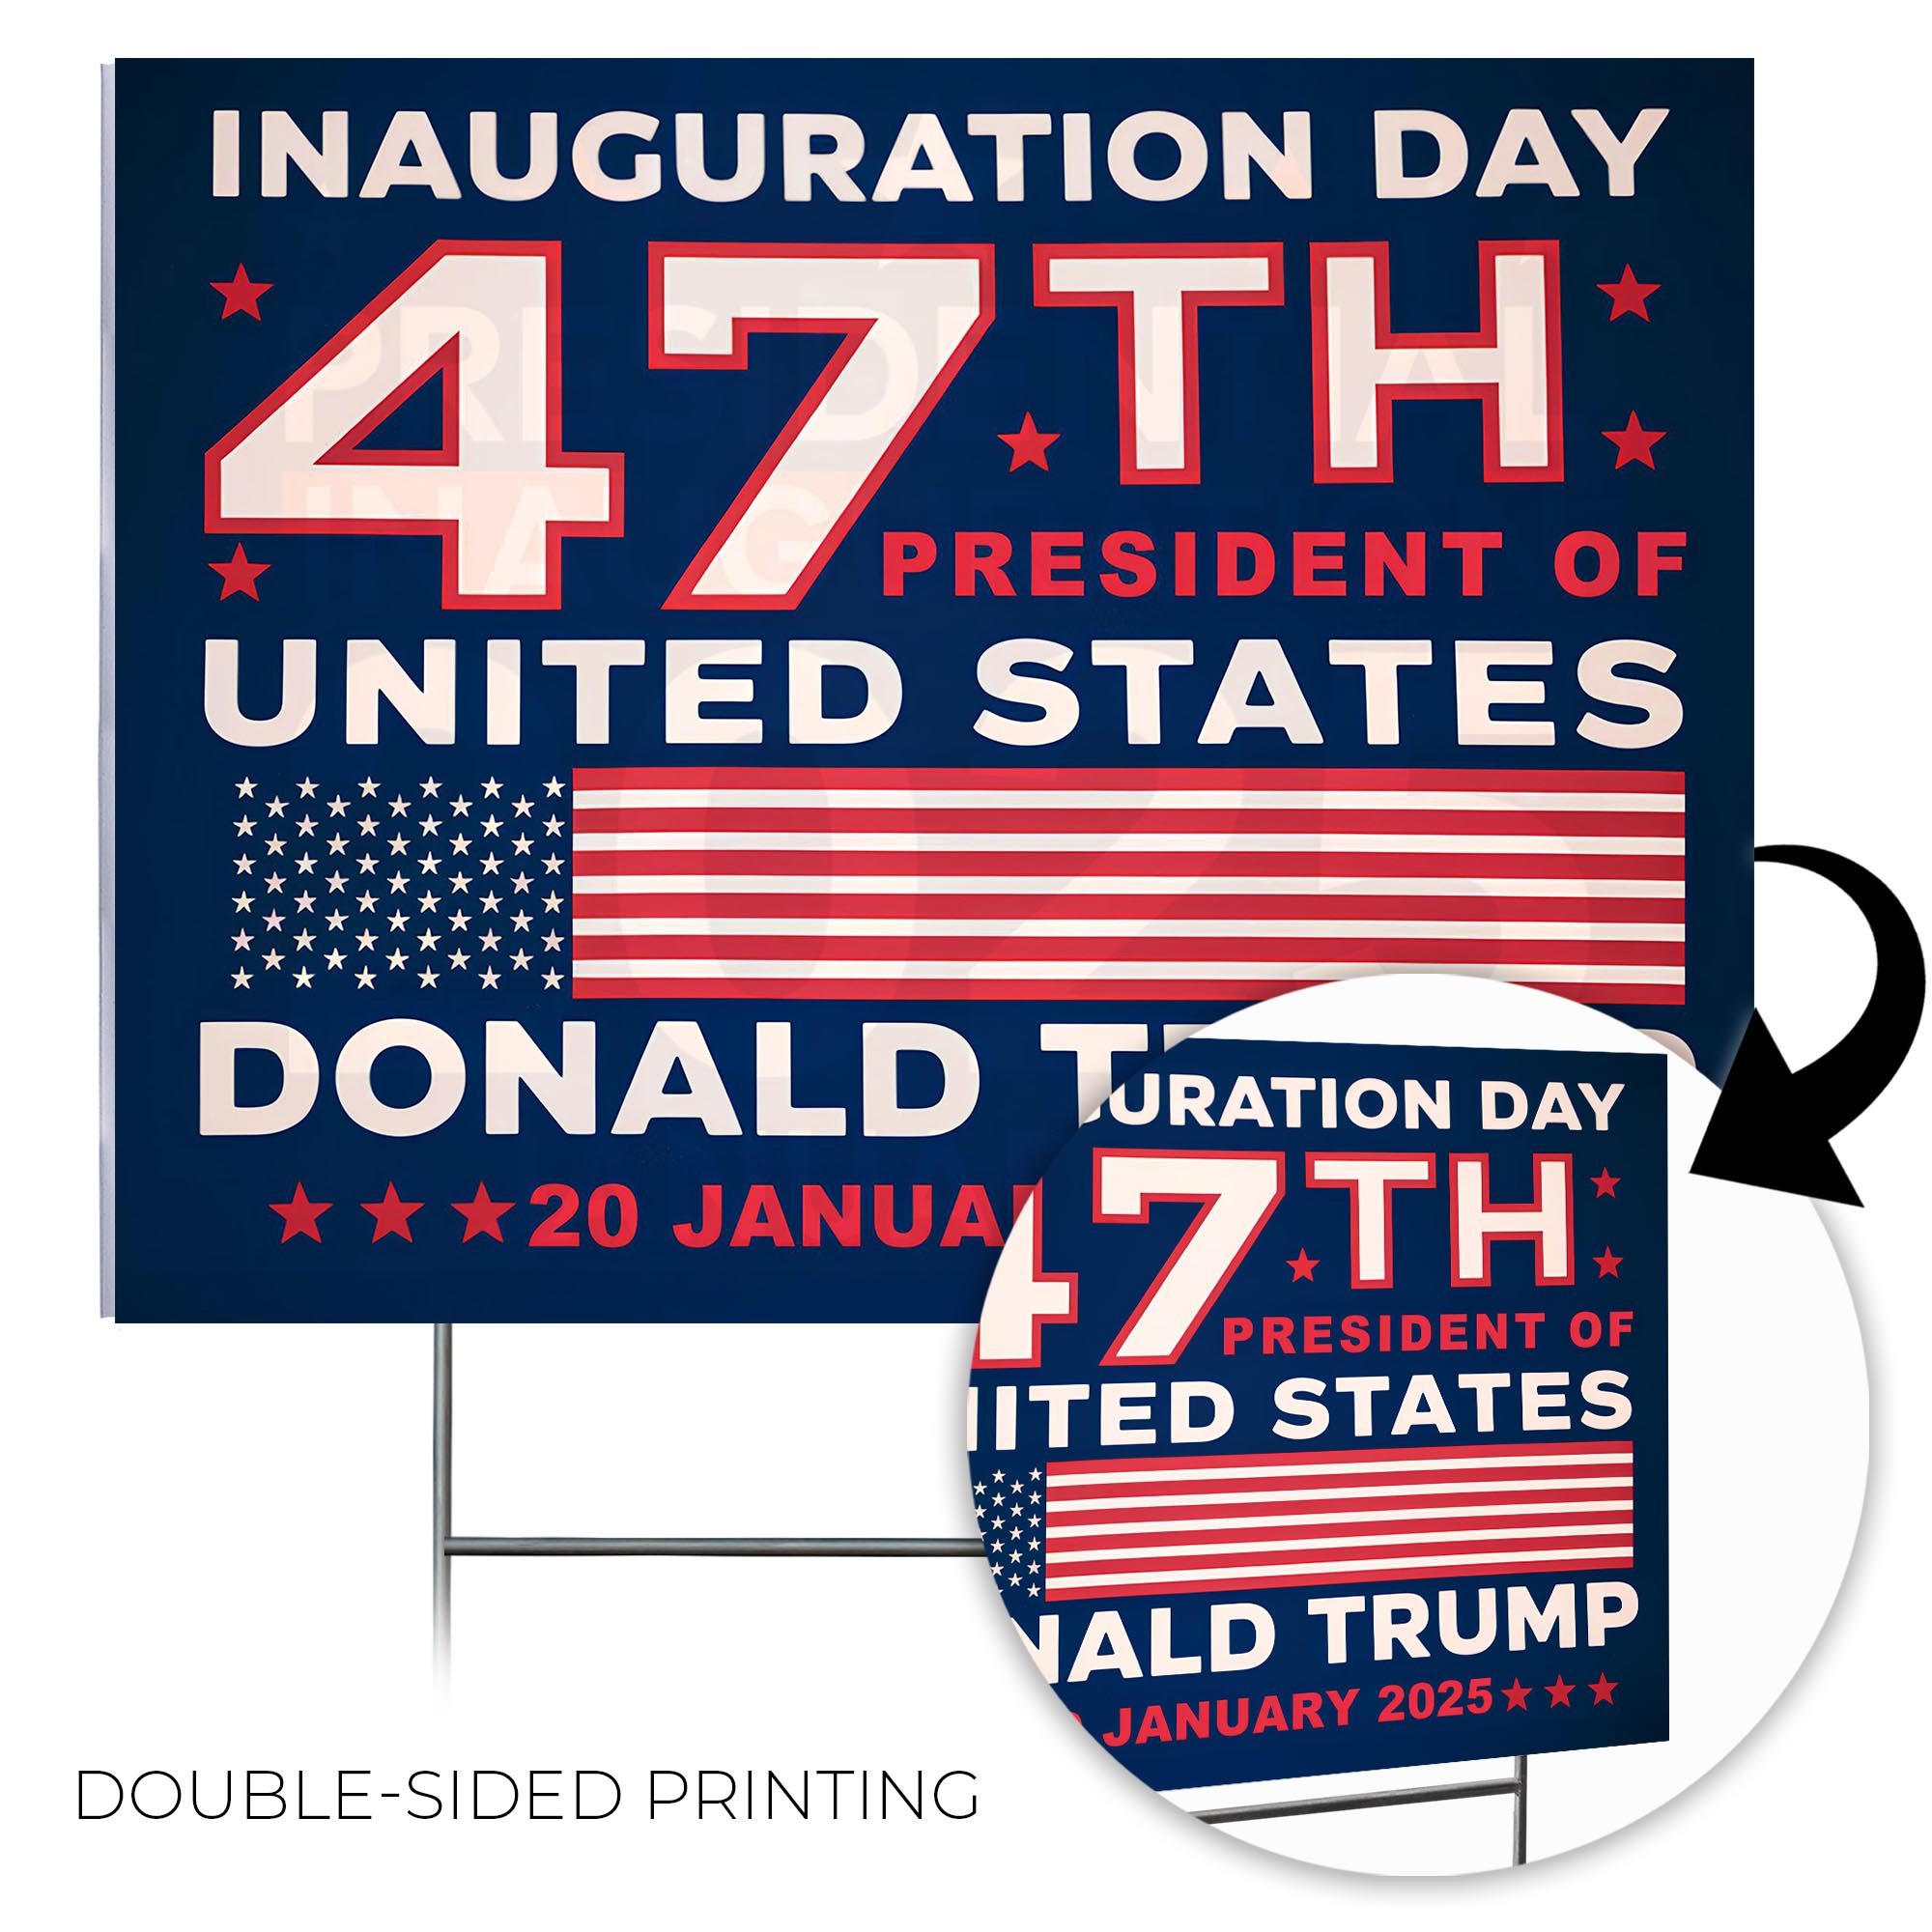 INAUGURATION DAY
47TH
PRESIDENT OF
UNITED STATES
DONALD T
20 JANUA
URATION DAY
47TH
PRESIDENT OF
NITED STATES
NALD TRUMP
JANUARY 2025
DOUBLE-SIDED PRINTING